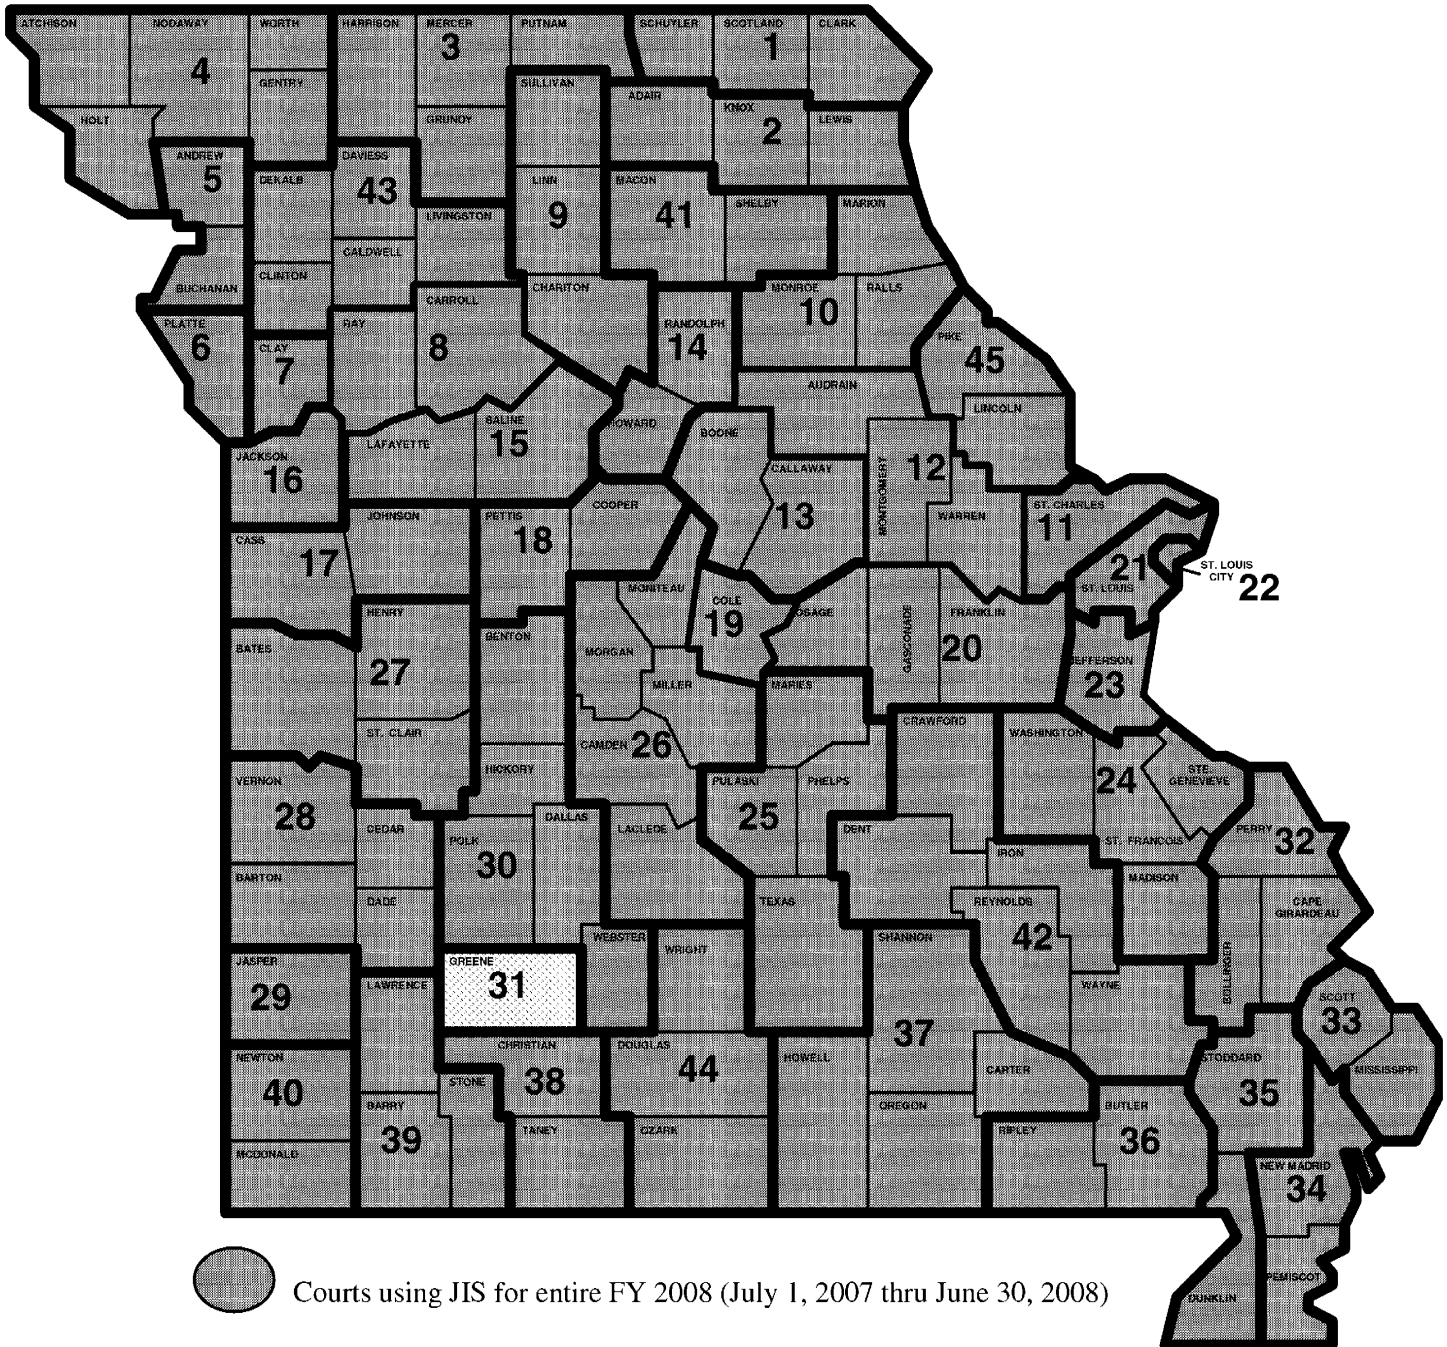 ATCHISON
NODAWAY
WORTH
HARRISON
MERCER
PUTNAM
SCHUYLER
SCOTLAND
CLARK
3
1
4
GENTRY
SULLIVAN
ADAIR
KNOX
LEWIS
HOLT
GRUNDY
2
ANDREW
5
DEKALB
DAVIESS
43
LINN
9
MACON
41
SHELBY
MARION
LIVINGSTON
CALDWELL
CLINTON
BUCHANAN
CARROLL
CHARITON
MONROE
RALLS
10
PLATTE
6
CLAY
7
RAY
8
RANDOLPH
14
PIKE
45
AUDRAIN
LINCOLN
LAFAYETTE
SALINE
15
HOWARD
BOONE
JACKSON
16
CALLAWAY
13
MONTGOMERY
12
WARREN
ST. CHARLES
11
COOPER
JOHNSON
PETTIS
18
CASS
17
21
ST. LOUIS
ST. LOUIS
CITY
22
MONITEAU
COLE
19
OSAGE
GASCONADE
FRANKLIN
20
HENRY
27
BENTON
BATES
MORGAN
MILLER
MARIES
JEFFERSON
23
ST. CLAIR
CAMDEN
26
CRAWFORD
WASHINGTON
24
STE.
GENEVIEVE
VERNON
28
HICKORY
PULASKI
25
PHELPS
CEDAR
POLK
30
DALLAS
LACLEDE
DENT
IRON
ST. FRANCOIS
PERRY
32
BARTON
DADE
TEXAS
REYNOLDS
42
MADISON
CAPE
GIRARDEAU
BOLLINGER
JASPER
29
GREENE
31
WEBSTER
WRIGHT
SHANNON
LAWRENCE
WAYNE
SCOTT
33
37
NEWTON
40
CHRISTIAN
38
DOUGLAS
44
HOWELL
CARTER
STODDARD
35
MISSISSIPPI
STONE
BARRY
39
TANEY
OZARK
OREGON
RIPLEY
BUTLER
36
MCDONALD
NEW MADRID
34
PEMISCOT
DUNKLIN
Courts using JIS for entire FY 2008 (July 1, 2007 thru June 30, 2008)